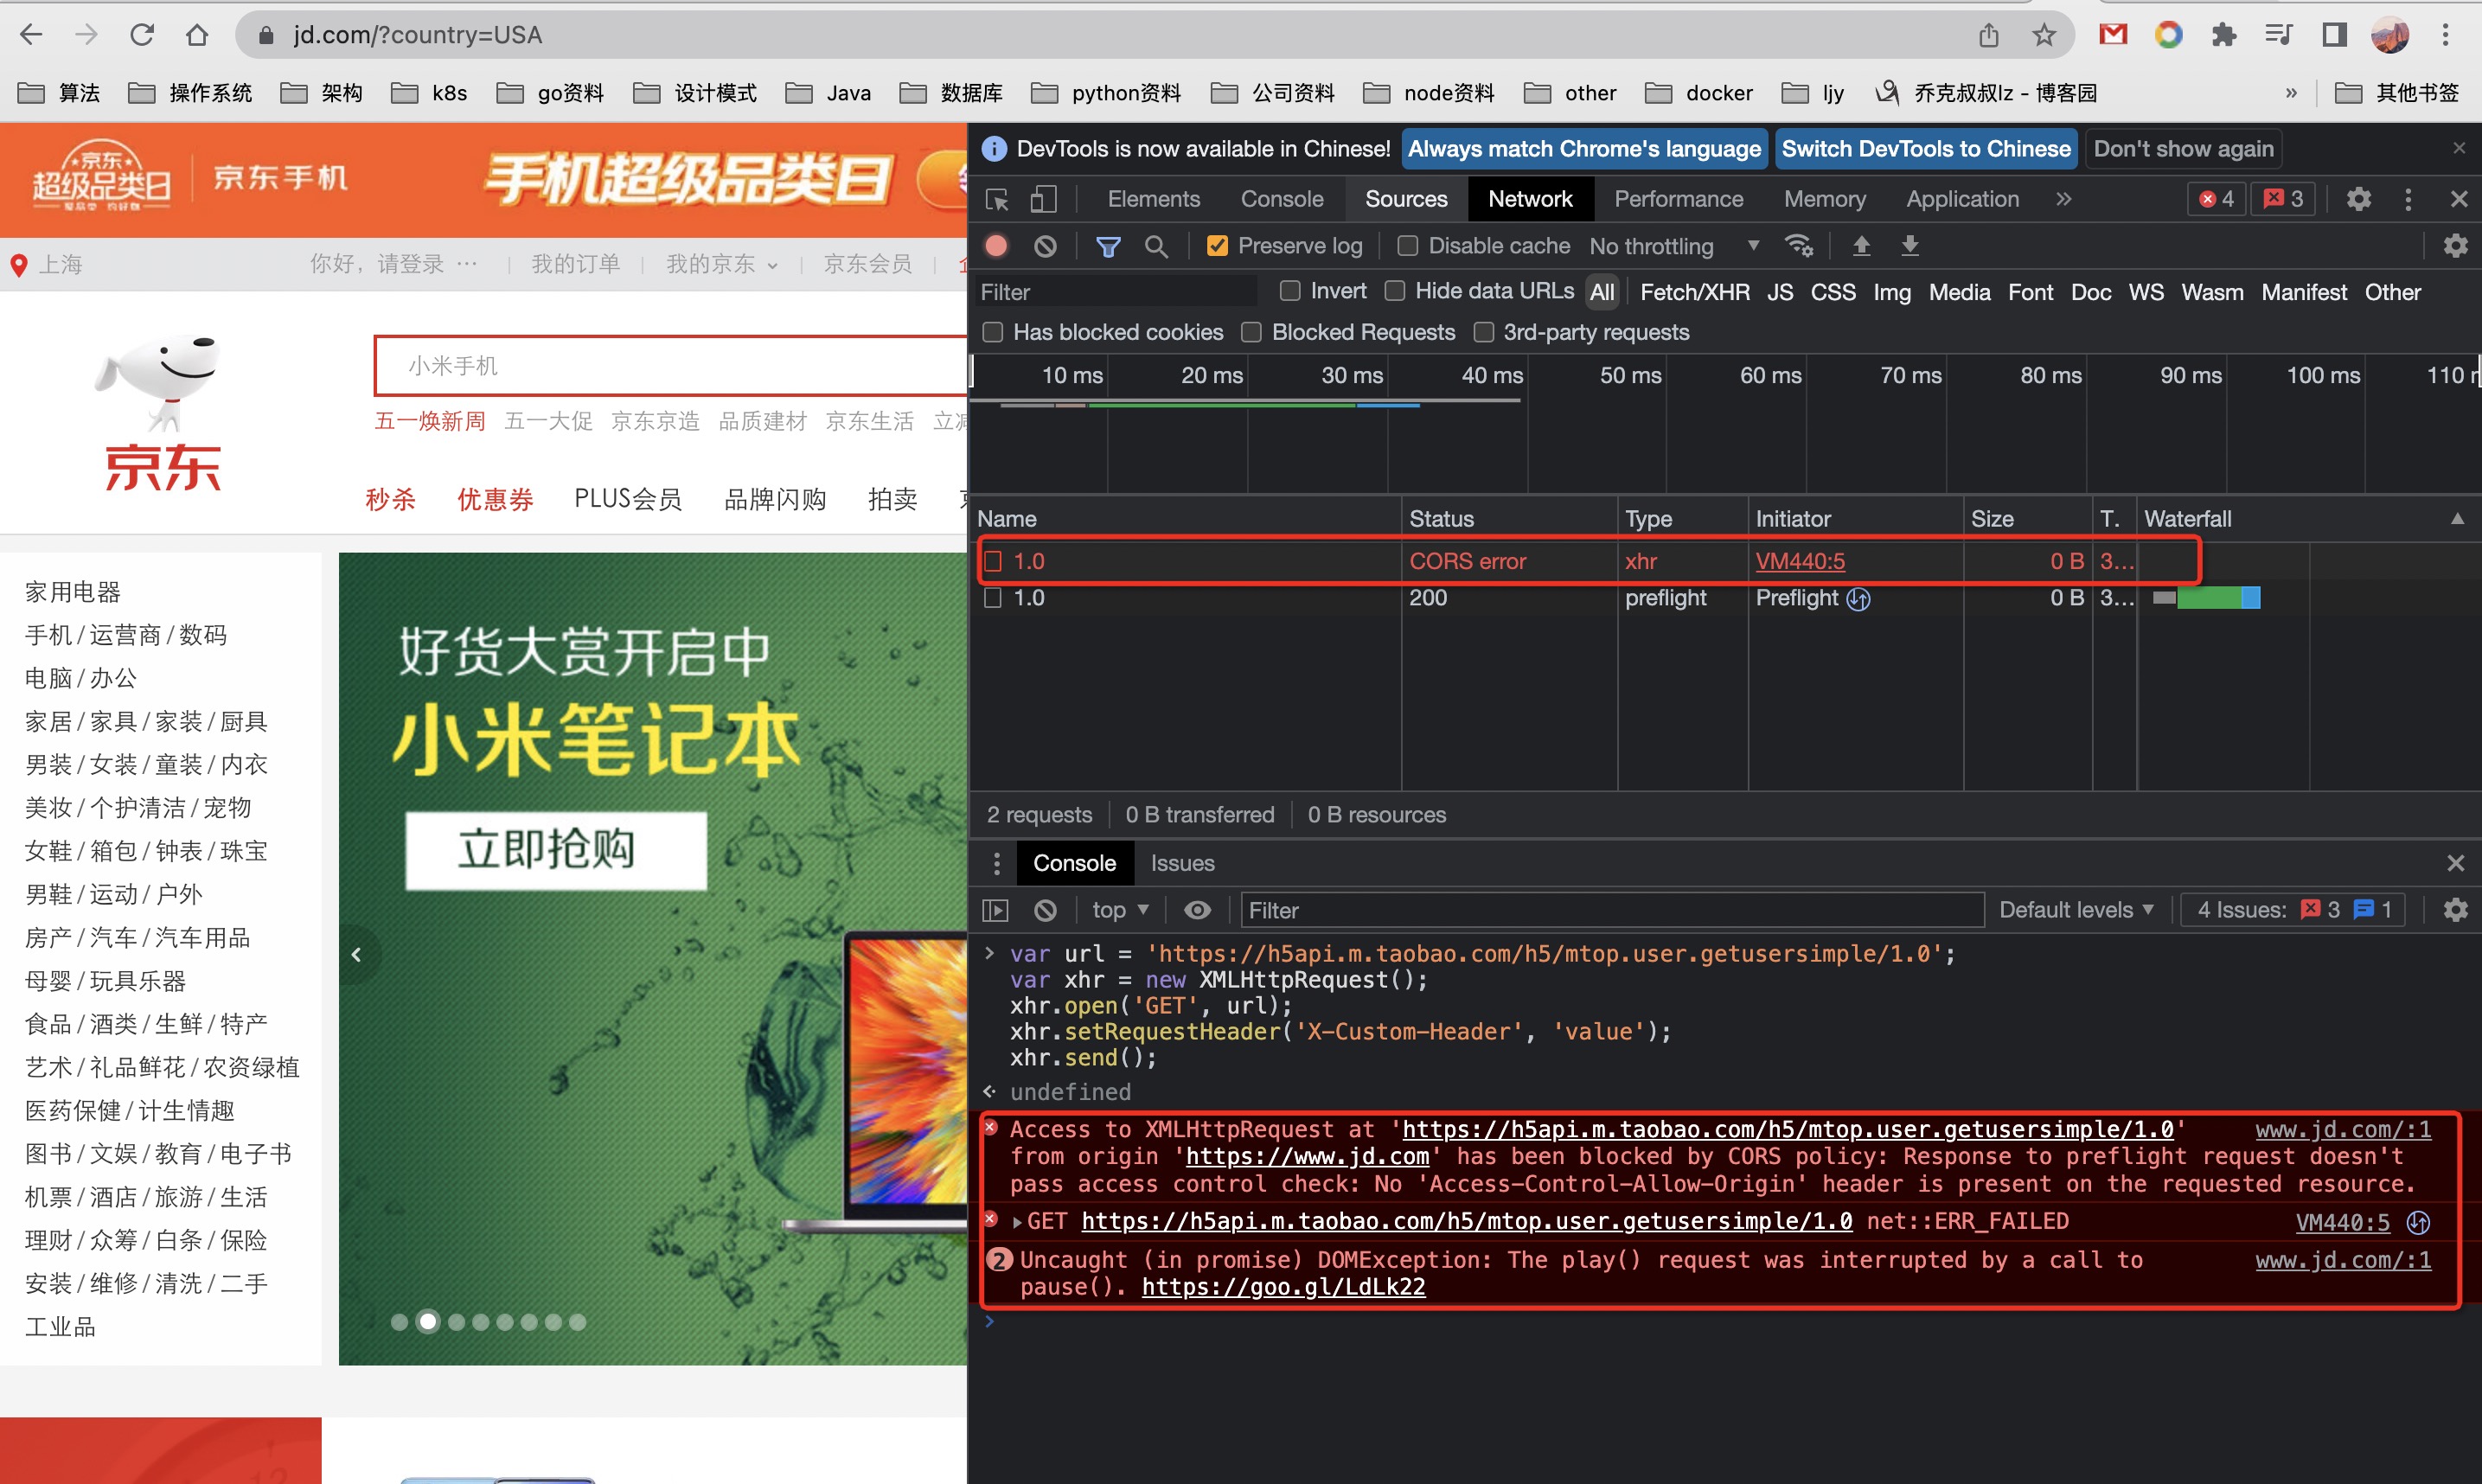 jd.com/?country=USA
算法 操作系统 架构 k8s go资料 设计模式 Java 数据库 python资料 公司资料 node资料 other docker ljy 乔克叔叔lz - 博客园 » 其他书签
京东
超级品类日 京东手机 手机超级品类日
上海 你好，请登录 ··· 我的订单 我的京东 京东会员
小米手机
五一焕新周 五一大促 京东京造 品质建材 京东生活
京东
秒杀 优惠券 PLUS会员 品牌闪购 拍卖
家用电器
手机/运营商/数码
电脑/办公
家居/家具/家装/厨具
男装/女装/童装/内衣
美妆/个护清洁/宠物
女鞋/箱包/钟表/珠宝
男鞋/运动/户外
房产/汽车/汽车用品
母婴/玩具乐器
食品/酒类/生鲜/特产
艺术/礼品鲜花/农资绿植
医药保健/计生情趣
图书/文娱/教育/电子书
机票/酒店/旅游/生活
理财/众筹/白条/保险
安装/维修/清洗/二手
工业品
好货大赏开启中
小米笔记本
立即抢购
DevTools is now available in Chinese! Always match Chrome's language Switch DevTools to Chinese Don't show again
Elements Console Sources Network Performance Memory Application » 4 3
Preserve log Disable cache No throttling
Filter Invert Hide data URLs All Fetch/XHR JS CSS Img Media Font Doc WS Wasm Manifest Other
Has blocked cookies Blocked Requests 3rd-party requests
10 ms 20 ms 30 ms 40 ms 50 ms 60 ms 70 ms 80 ms 90 ms 100 ms 110
Name Status Type Initiator Size T. Waterfall
1.0 CORS error xhr VM440:5 0 B 3...
1.0 200 preflight Preflight 0 B 3...
2 requests 0 B transferred 0 B resources
Console Issues
top Filter Default levels 4 Issues: 3 1
var url = 'https://h5api.m.taobao.com/h5/mtop.user.getusersimple/1.0';
var xhr = new XMLHttpRequest();
xhr.open('GET', url);
xhr.setRequestHeader('X-Custom-Header', 'value');
xhr.send();
undefined
Access to XMLHttpRequest at 'https://h5api.m.taobao.com/h5/mtop.user.getusersimple/1.0' www.jd.com/:1
from origin 'https://www.jd.com' has been blocked by CORS policy: Response to preflight request doesn't
pass access control check: No 'Access-Control-Allow-Origin' header is present on the requested resource.
GET https://h5api.m.taobao.com/h5/mtop.user.getusersimple/1.0 net::ERR_FAILED VM440:5
2 Uncaught (in promise) DOMException: The play() request was interrupted by a call to www.jd.com/:1
pause(). https://goo.gl/LdLk22